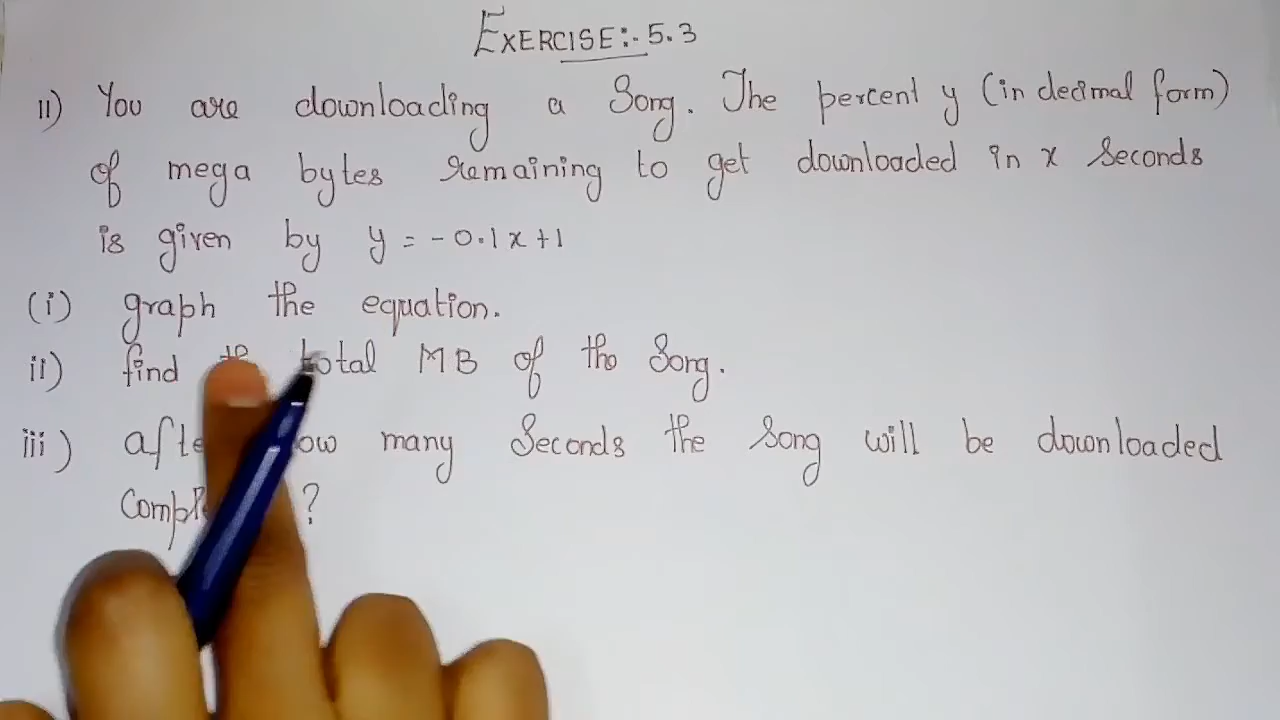 EXERCISE:- 5.3
11) You are downloading a Song. The percent y (in decimal form)
of mega bytes remaining to get downloaded in x Seconds
is given by y = -0.1x+1
(i) graph the equation.
ii) find total MB of the Song.
iii) many Seconds the song will be downloaded
?